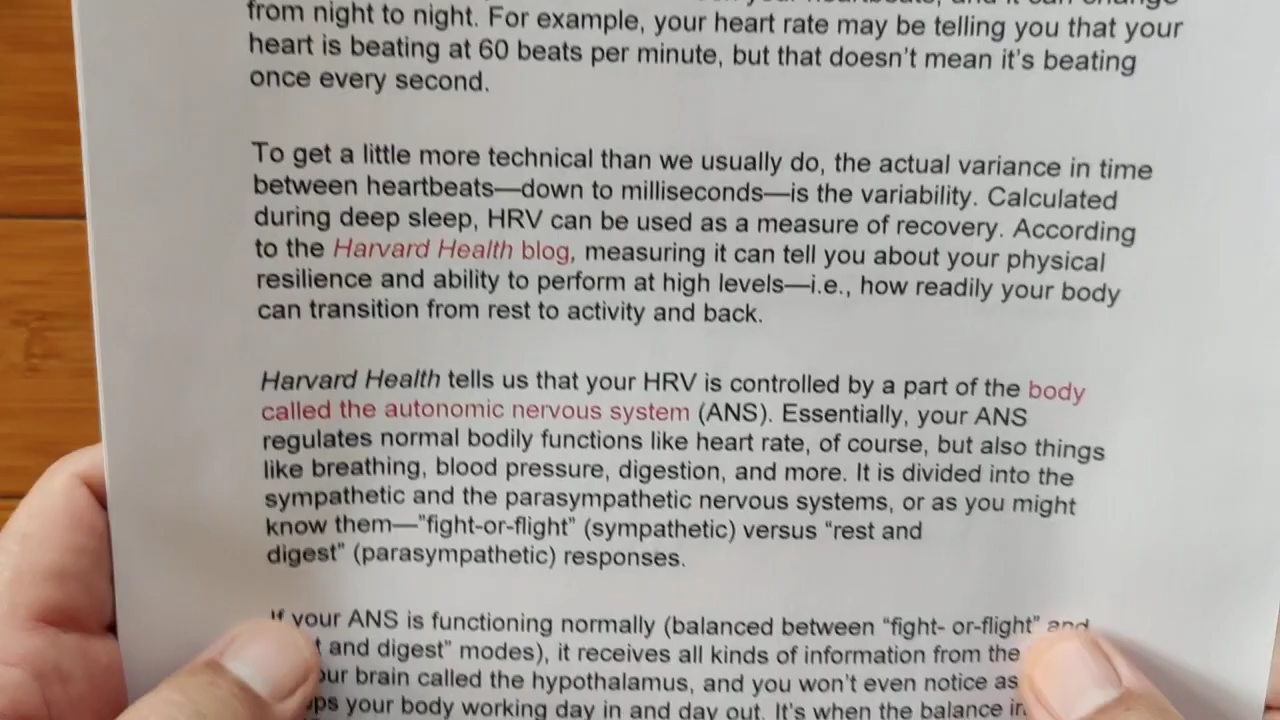 from night to night. For example, your heart rate may be telling you that your
heart is beating at 60 beats per minute, but that doesn't mean it's beating
once every second.
To get a little more technical than we usually do, the actual variance in time
between heartbeats—down to milliseconds—is the variability. Calculated
during deep sleep, HRV can be used as a measure of recovery. According
to the Harvard Health blog, measuring it can tell you about your physical
resilience and ability to perform at high levels—i.e., how readily your body
can transition from rest to activity and back.
Harvard Health tells us that your HRV is controlled by a part of the body
called the autonomic nervous system (ANS). Essentially, your ANS
regulates normal bodily functions like heart rate, of course, but also things
like breathing, blood pressure, digestion, and more. It is divided into the
sympathetic and the parasympathetic nervous systems, or as you might
know them—"fight-or-flight" (sympathetic) versus "rest and
digest" (parasympathetic) responses.
If your ANS is functioning normally (balanced between "fight- or-flight" and
and digest" modes), it receives all kinds of information from the
your brain called the hypothalamus, and you won't even notice as
your body working day in and day out. It's when the balance in